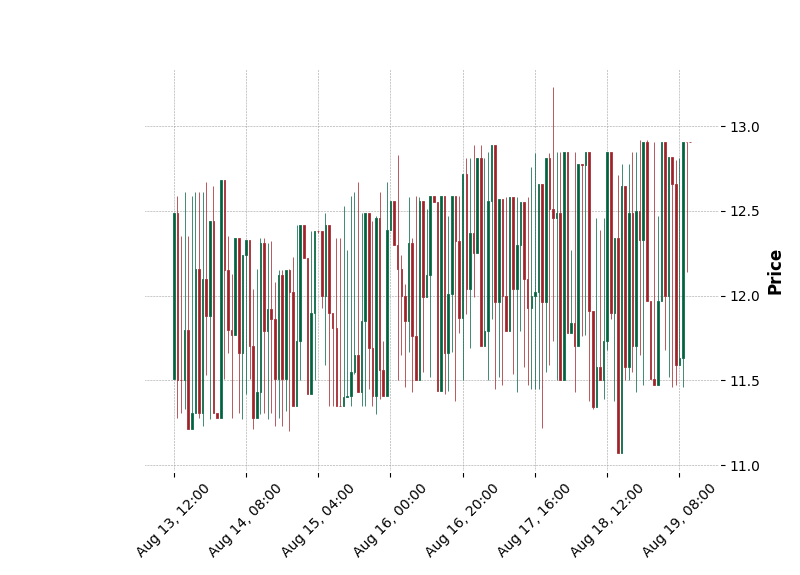 13.0
12.5
12.0
11.5
11.0
Price
Aug 13, 12:00
Aug 14, 08:00
Aug 15, 04:00
Aug 16, 00:00
Aug 16, 20:00
Aug 17, 16:00
Aug 18, 12:00
Aug 19, 08:00